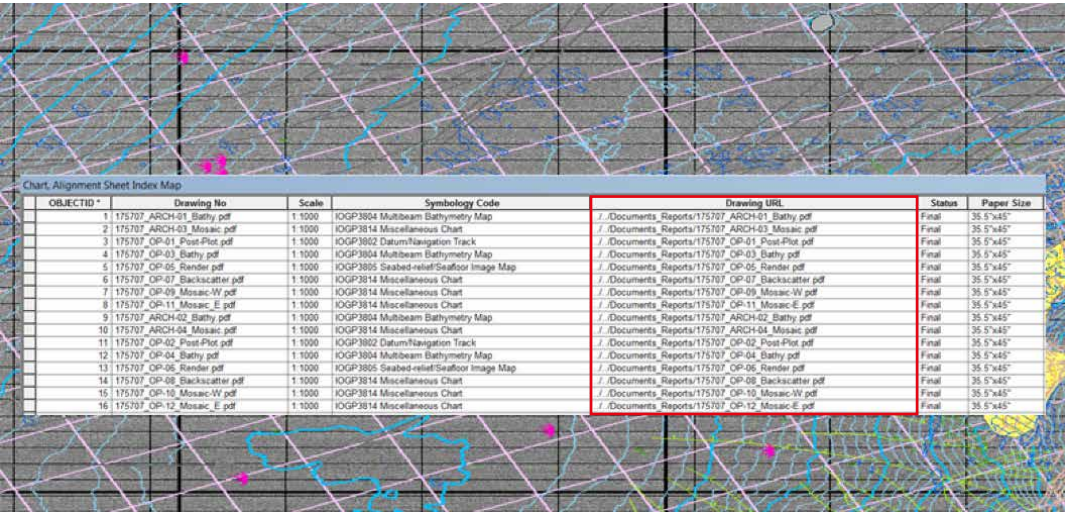 Chart, Alignment Sheet Index Map
OBJECTID * Drawing No Scale Symbology Code Drawing URL Status Paper Size
1 175707_ARCH-01_Bathy.pdf 1:1000 IOGP3804 Multibeam Bathymetry Map ./../Documents_Reports/175707_ARCH-01_Bathy.pdf Final 35.5"x45"
2 175707_ARCH-03_Mosaic.pdf 1:1000 IOGP3814 Miscellaneous Chart ./../Documents_Reports/175707_ARCH-03_Mosaic.pdf Final 35.5"x45"
3 175707_OP-01_Post-Plot.pdf 1:1000 IOGP3802 Datum/Navigation Track ./../Documents_Reports/175707_OP-01_Post-Plot.pdf Final 35.5"x45"
4 175707_OP-03_Bathy.pdf 1:1000 IOGP3804 Multibeam Bathymetry Map ./../Documents_Reports/175707_OP-03_Bathy.pdf Final 35.5"x45"
5 175707_OP-05_Render.pdf 1:1000 IOGP3805 Seabed-relief/Seafloor Image Map ./../Documents_Reports/175707_OP-05_Render.pdf Final 35.5"x45"
6 175707_OP-07_Backscatter.pdf 1:1000 IOGP3814 Miscellaneous Chart ./../Documents_Reports/175707_OP-07_Backscatter.pdf Final 35.5"x45"
7 175707_OP-09_Mosaic-W.pdf 1:1000 IOGP3814 Miscellaneous Chart ./../Documents_Reports/175707_OP-09_Mosaic-W.pdf Final 35.5"x45"
8 175707_OP-11_Mosaic_E.pdf 1:1000 IOGP3814 Miscellaneous Chart ./../Documents_Reports/175707_OP-11_Mosaic-E.pdf Final 35.5"x45"
9 175707_ARCH-02_Bathy.pdf 1:1000 IOGP3804 Multibeam Bathymetry Map ./../Documents_Reports/175707_ARCH-02_Bathy.pdf Final 35.5"x45"
10 175707_ARCH-04_Mosaic.pdf 1:1000 IOGP3814 Miscellaneous Chart ./../Documents_Reports/175707_ARCH-04_Mosaic.pdf Final 35.5"x45"
11 175707_OP-02_Post-Plot.pdf 1:1000 IOGP3802 Datum/Navigation Track ./../Documents_Reports/175707_OP-02_Post-Plot.pdf Final 35.5"x45"
12 175707_OP-04_Bathy.pdf 1:1000 IOGP3804 Multibeam Bathymetry Map ./../Documents_Reports/175707_OP-04_Bathy.pdf Final 35.5"x45"
13 175707_OP-06_Render.pdf 1:1000 IOGP3805 Seabed-relief/Seafloor Image Map ./../Documents_Reports/175707_OP-06_Render.pdf Final 35.5"x45"
14 175707_OP-08_Backscatter.pdf 1:1000 IOGP3814 Miscellaneous Chart ./../Documents_Reports/175707_OP-08_Backscatter.pdf Final 35.5"x45"
15 175707_OP-10_Mosaic-W.pdf 1:1000 IOGP3814 Miscellaneous Chart ./../Documents_Reports/175707_OP-10_Mosaic-W.pdf Final 35.5"x45"
16 175707_OP-12_Mosaic_E.pdf 1:1000 IOGP3814 Miscellaneous Chart ./../Documents_Reports/175707_OP-12_Mosaic-E.pdf Final 35.5"x45"